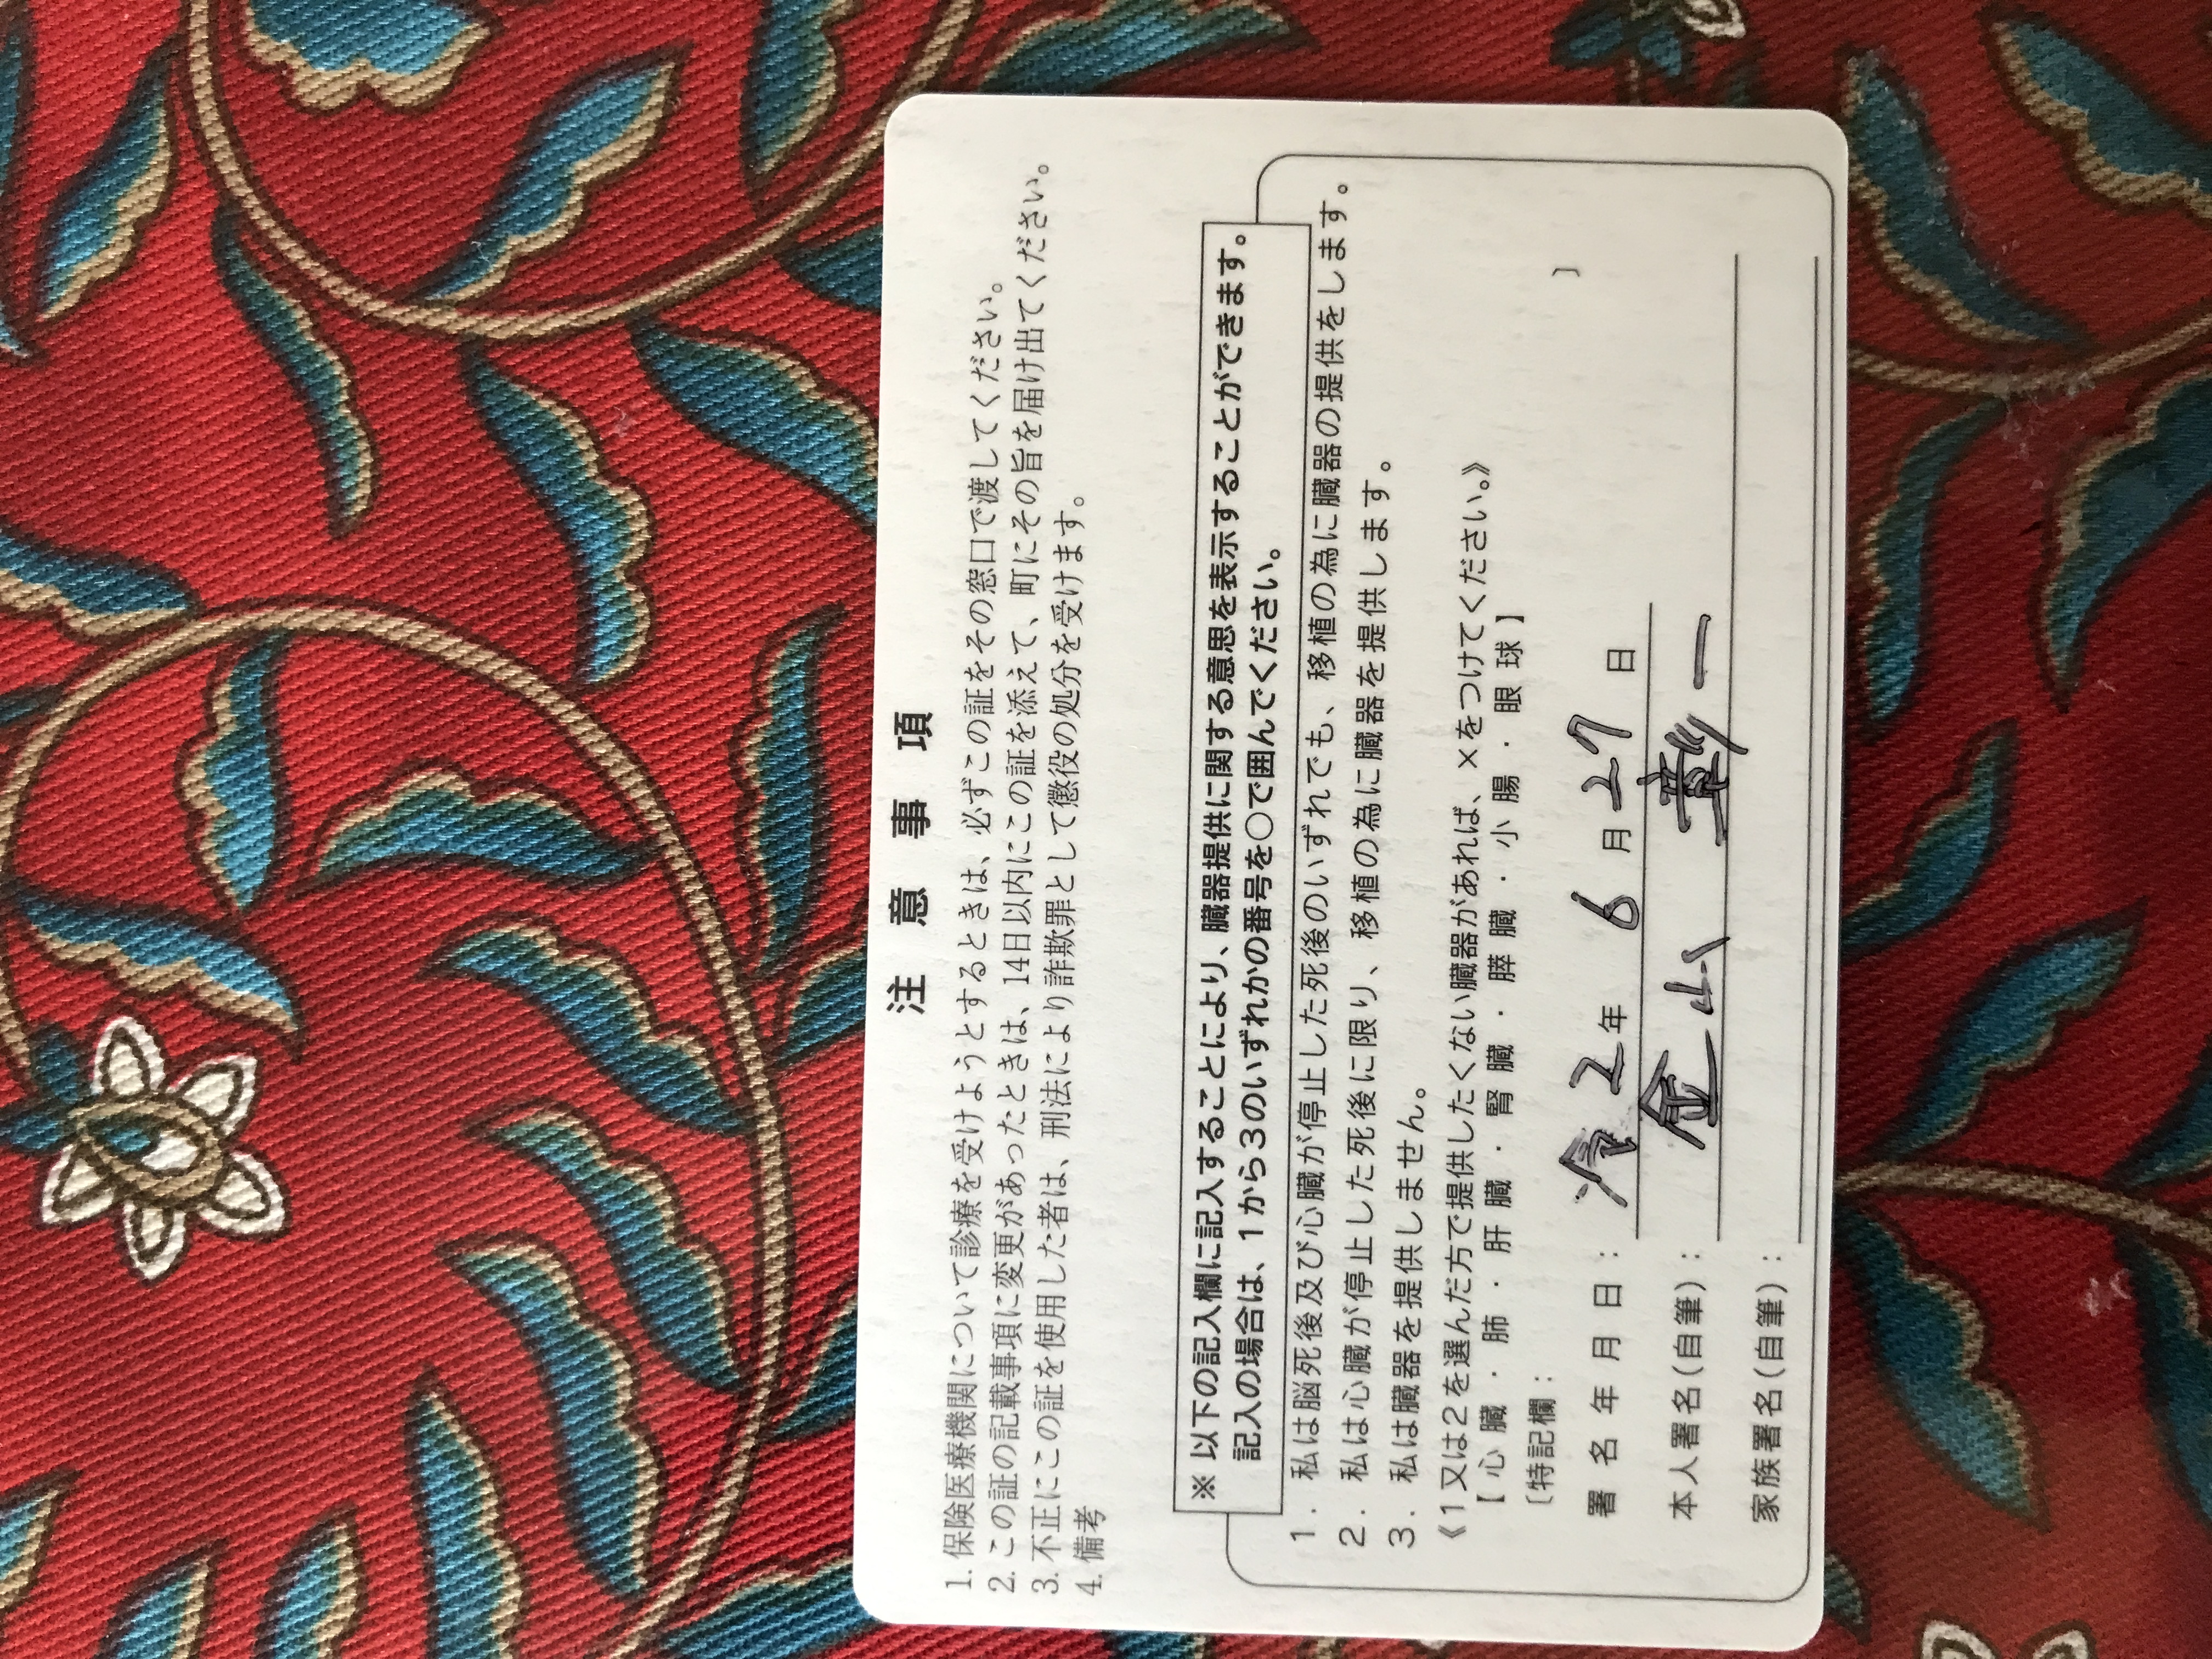 注意事項
1. 保険医療機関について診療を受けようとするときは、必ずこの証をその窓口で渡してください。
2. この証の記載事項に変更があったときは、14日以内にこの証を添えて、町にその旨を届け出てください。
3. 不正にこの証を使用した者は、刑法により詐欺罪として懲役の処分を受けます。
4. 備考
※ 以下の記入欄に記入することにより、臓器提供に関する意思を表示することができます。
記入の場合は、1から3のいずれかの番号を○で囲んでください。
1. 私は脳死後及び心臓が停止した死後のいずれでも、移植の為に臓器の提供をします。
2. 私は心臓が停止した死後に限り、移植の為に臓器を提供します。
3. 私は臓器を提供しません。
《1又は2を選んだ方で提供したくない臓器があれば、×をつけてください。》
【心臓・肺・肝臓・腎臓・膵臓・小腸・眼球】
〔特記欄: 〕
署名年月日: 冷2年 6月27日
本人署名(自筆): 金山 彰一
家族署名(自筆):